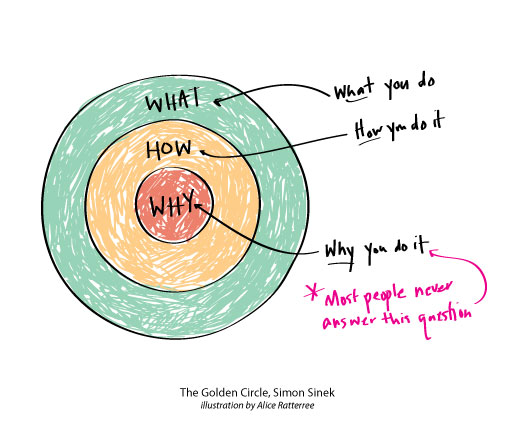 WHAT
What you do
HOW
How you do it
WHY
Why you do it
* Most people never
answer this question
The Golden Circle, Simon Sinek
illustration by Alice Ratterree